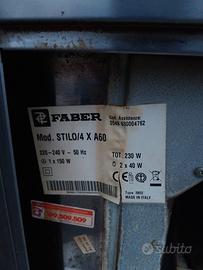 FABER
Mod. STILO/4 X A60
220-240 V - 50 Hz
1 x 150 W
TOT. 230 W
2 x 40 W
MADE IN ITALY
subito